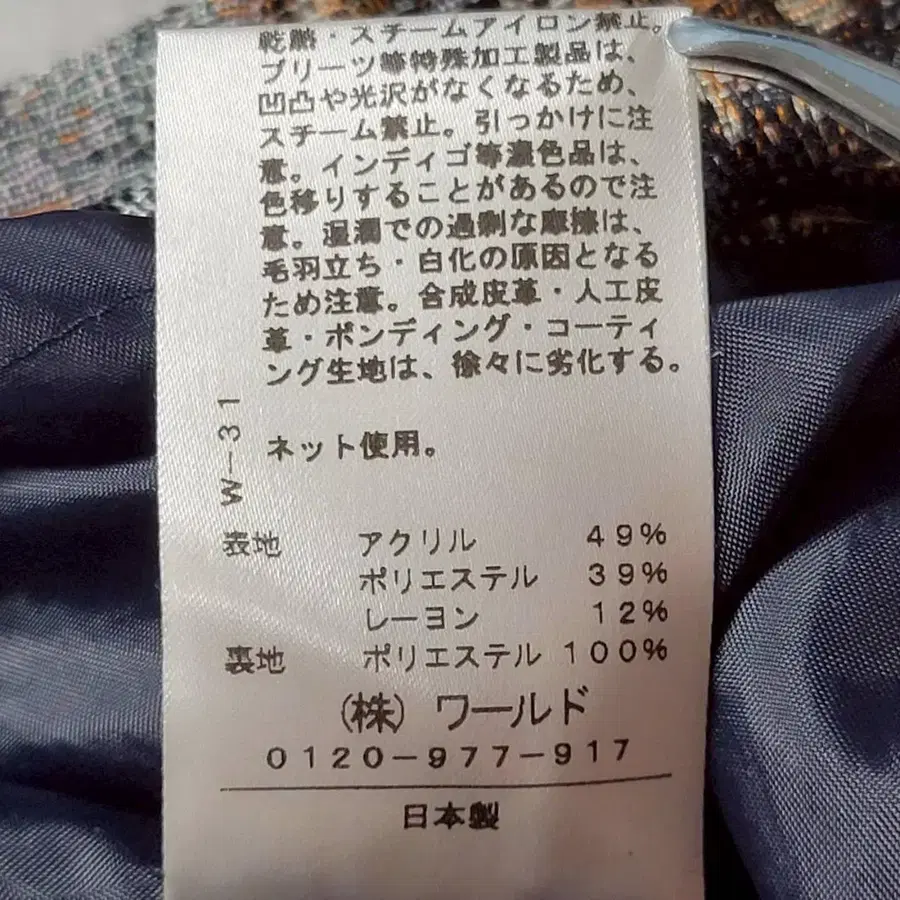 乾熱・スチームアイロン禁止。
プリーツ等特殊加工製品は、
凹凸や光沢がなくなるため、
スチーム禁止。引っかけに注
意。インディゴ等濃色品は、
色移りすることがあるので注
意。湿潤での過剰な摩擦は、
毛羽立ち・白化の原因となる
ため注意。合成皮革・人工皮
革・ボンディング・コーティ
ング生地は、徐々に劣化する。
W-31
ネット使用。
表地 アクリル 49%
ポリエステル 39%
レーヨン 12%
裏地 ポリエステル 100%
(株)ワールド
0120-977-917
日本製